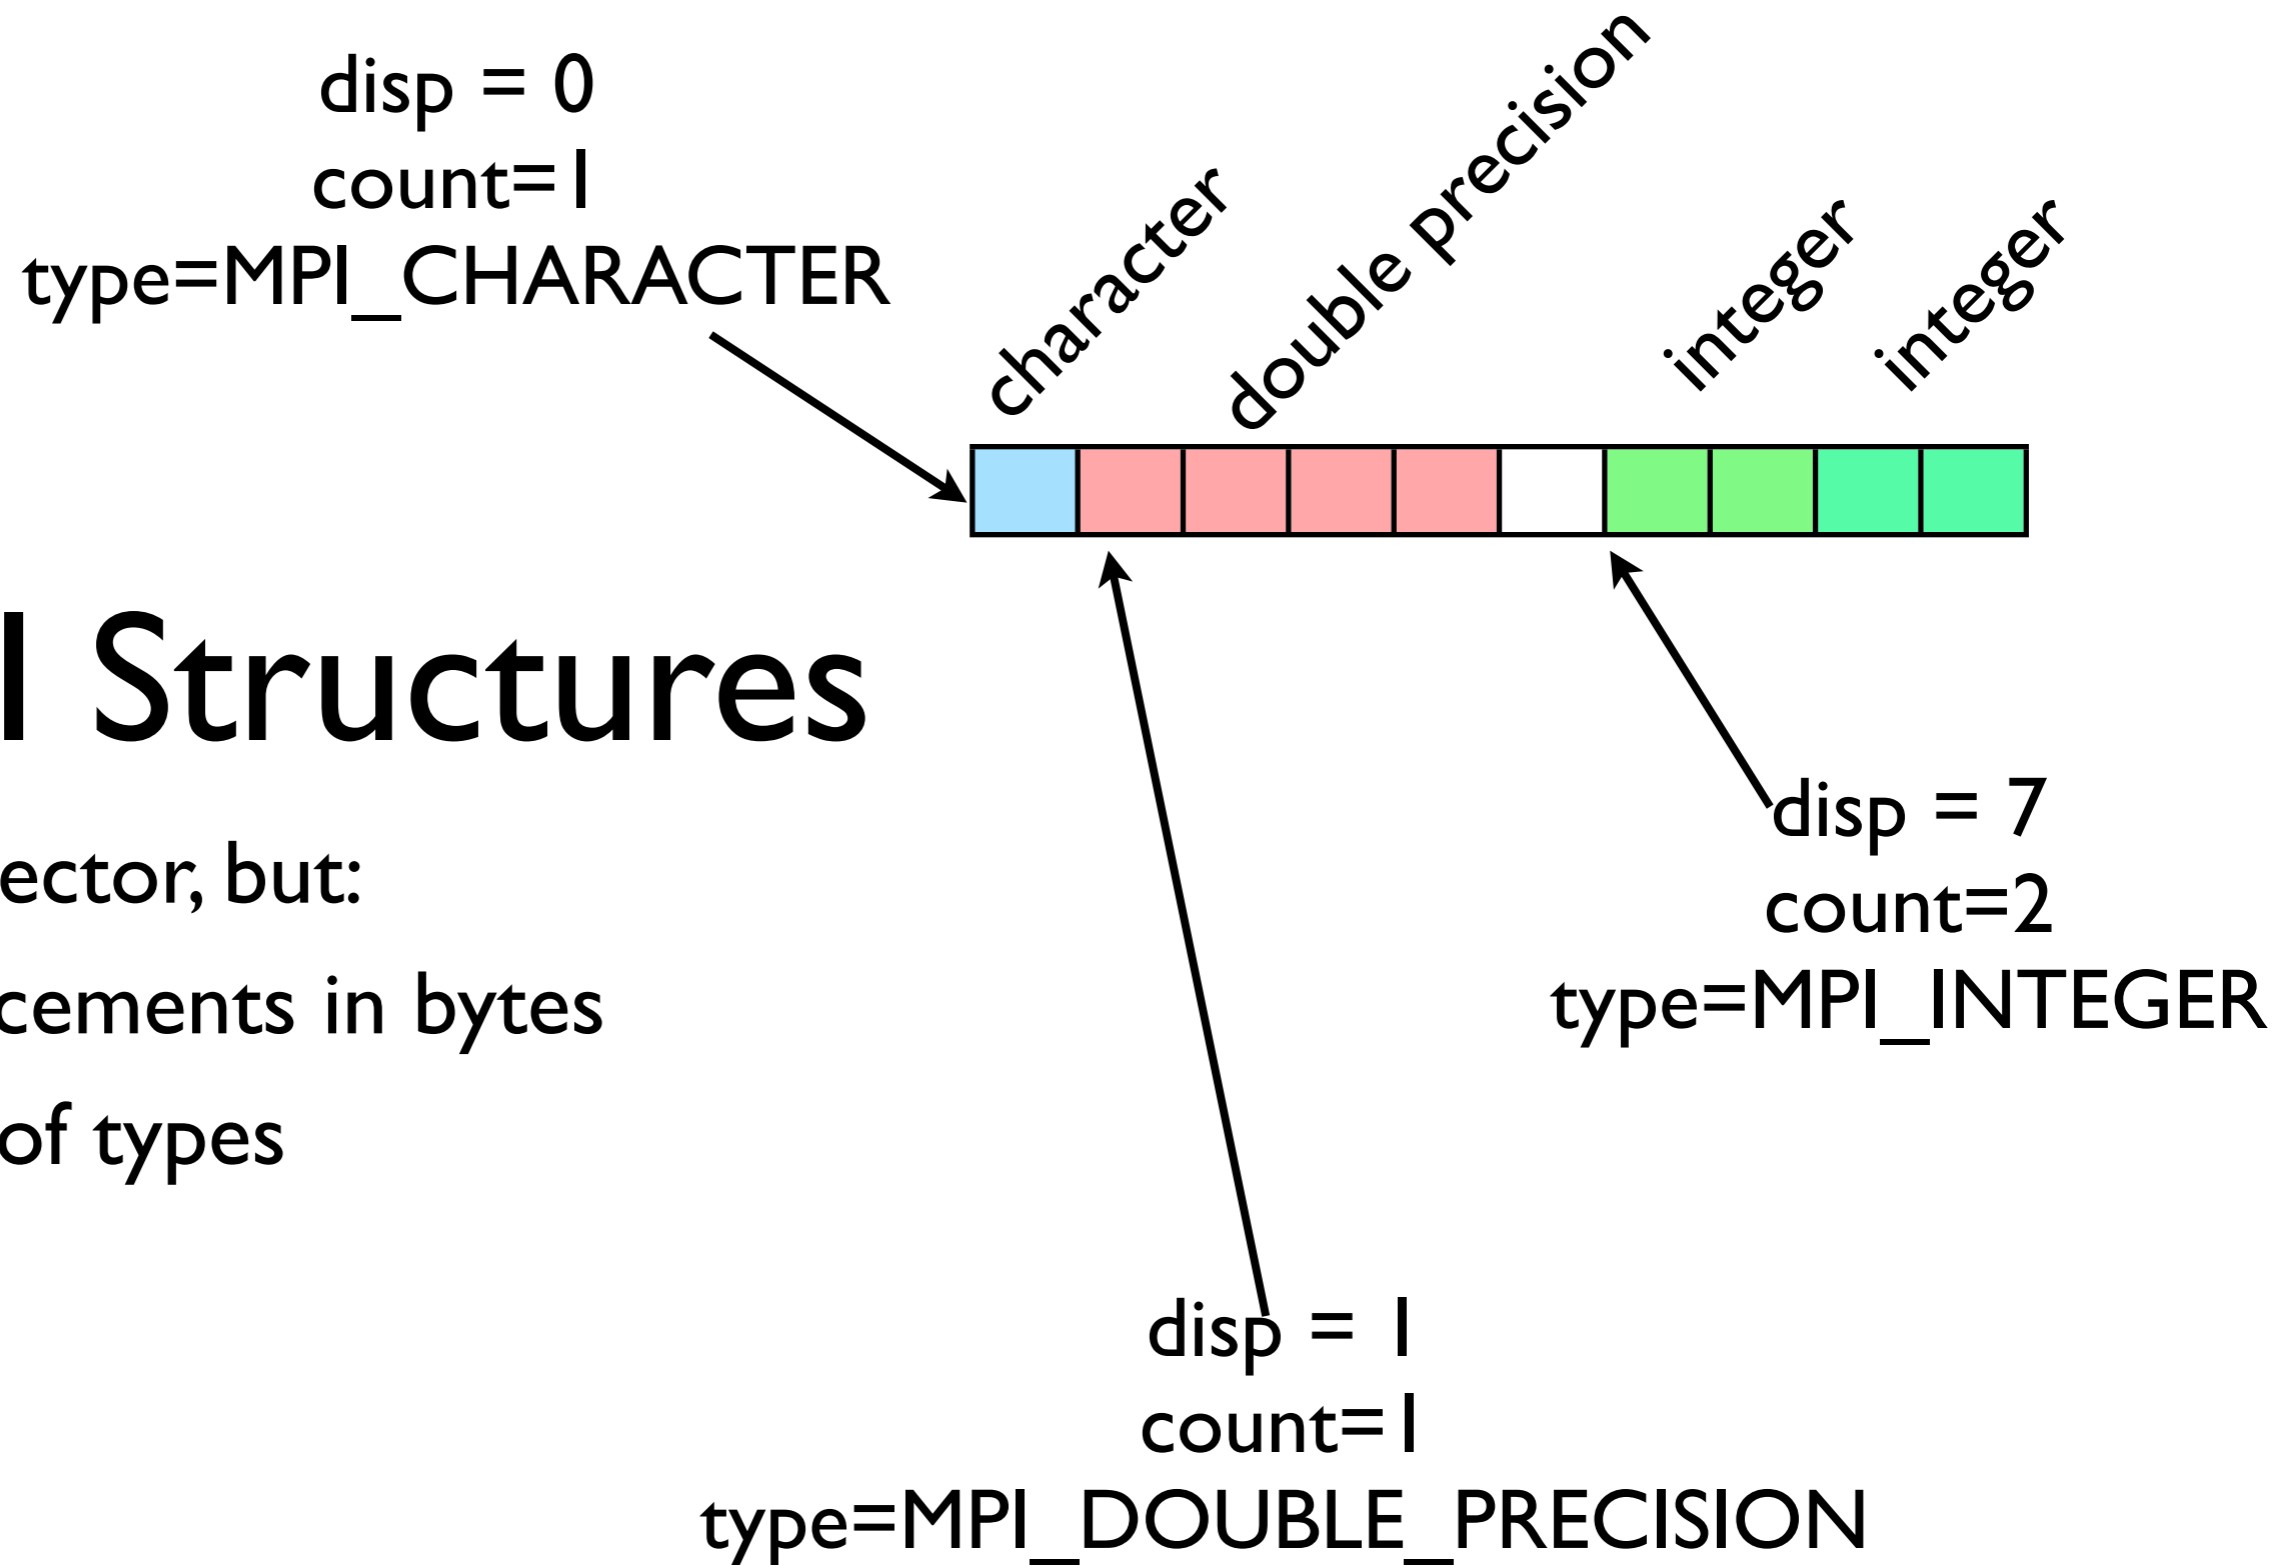 disp = 0
count=1
type=MPI_CHARACTER
character
double precision
integer
integer
I Structures
ector, but:
cements in bytes
of types
disp = 7
count=2
type=MPI_INTEGER
disp = 1
count=1
type=MPI_DOUBLE_PRECISION